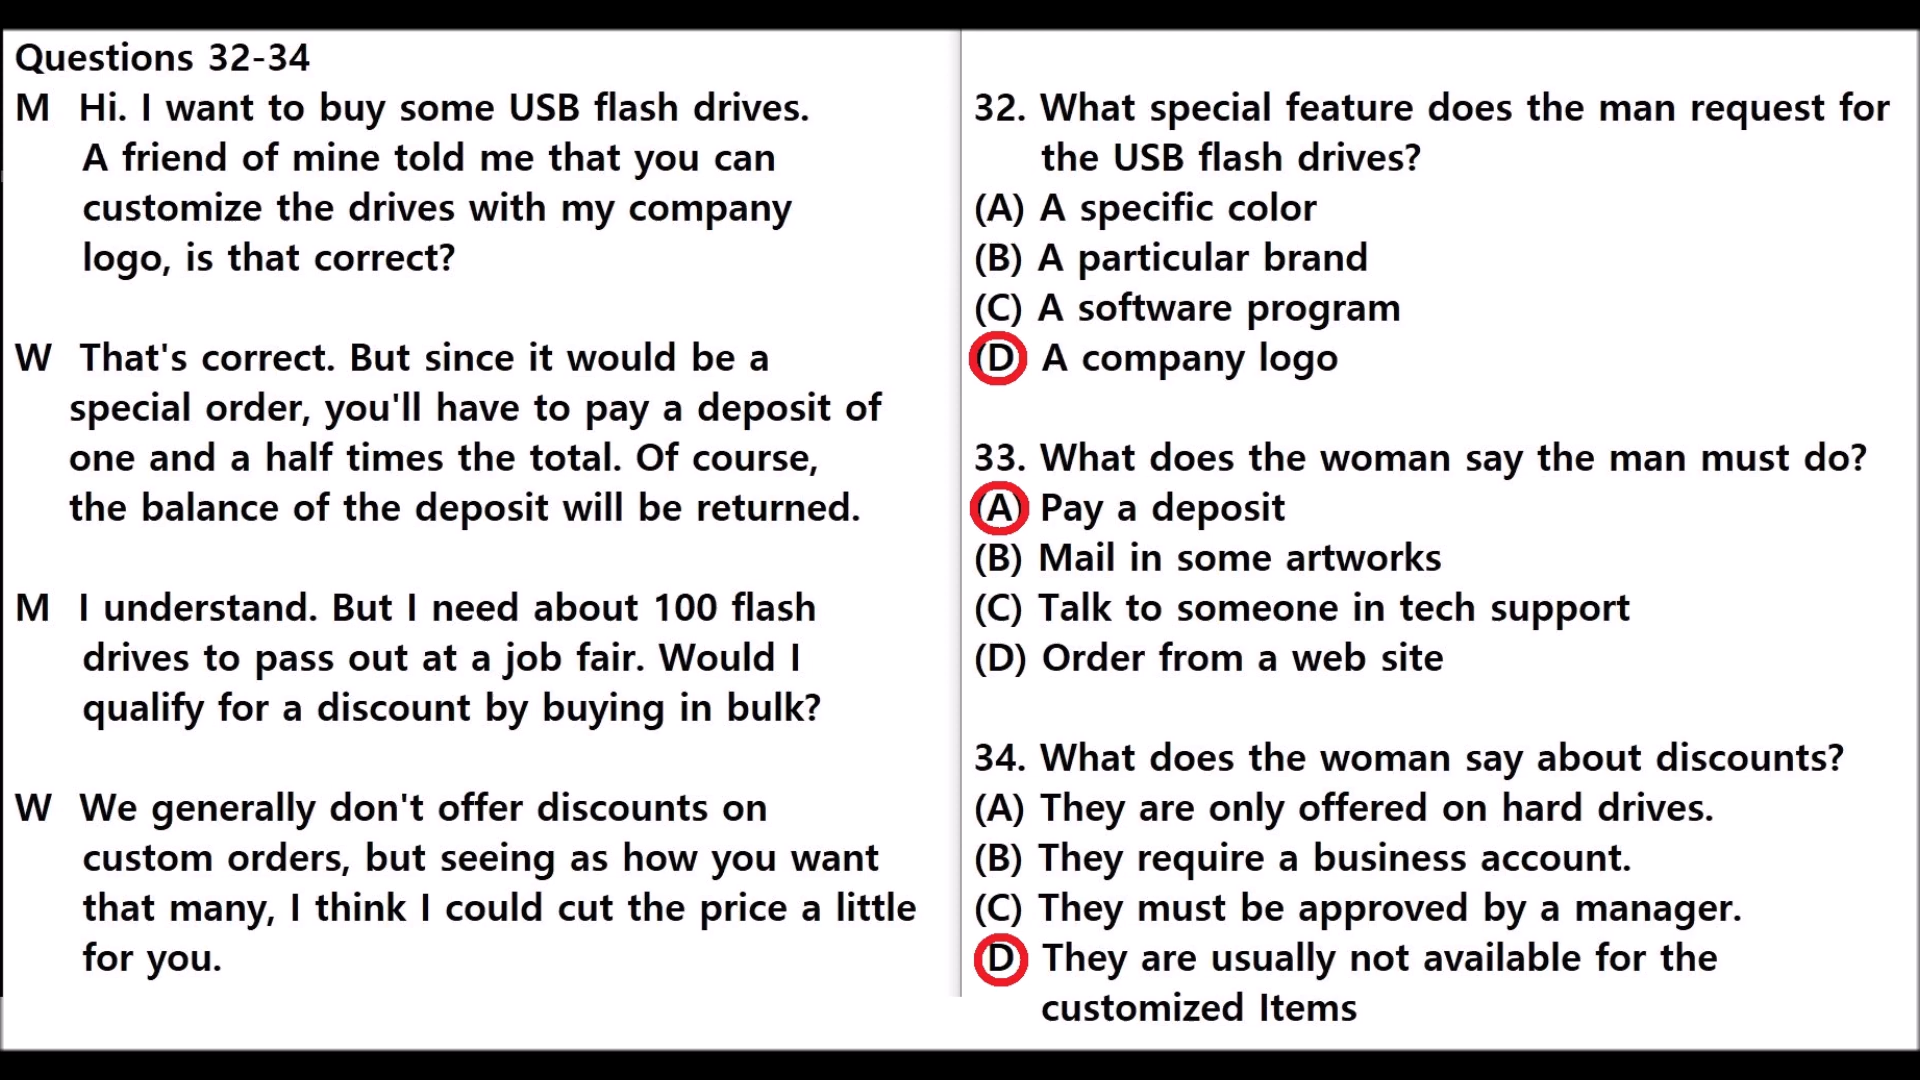 Questions 32-34
M Hi. I want to buy some USB flash drives.
A friend of mine told me that you can
customize the drives with my company
logo, is that correct?
W That's correct. But since it would be a
special order, you'll have to pay a deposit of
one and a half times the total. Of course,
the balance of the deposit will be returned.
M I understand. But I need about 100 flash
drives to pass out at a job fair. Would I
qualify for a discount by buying in bulk?
W We generally don't offer discounts on
custom orders, but seeing as how you want
that many, I think I could cut the price a little
for you.
32. What special feature does the man request for
the USB flash drives?
(A) A specific color
(B) A particular brand
(C) A software program
(D) A company logo
33. What does the woman say the man must do?
(A) Pay a deposit
(B) Mail in some artworks
(C) Talk to someone in tech support
(D) Order from a web site
34. What does the woman say about discounts?
(A) They are only offered on hard drives.
(B) They require a business account.
(C) They must be approved by a manager.
(D) They are usually not available for the
customized Items